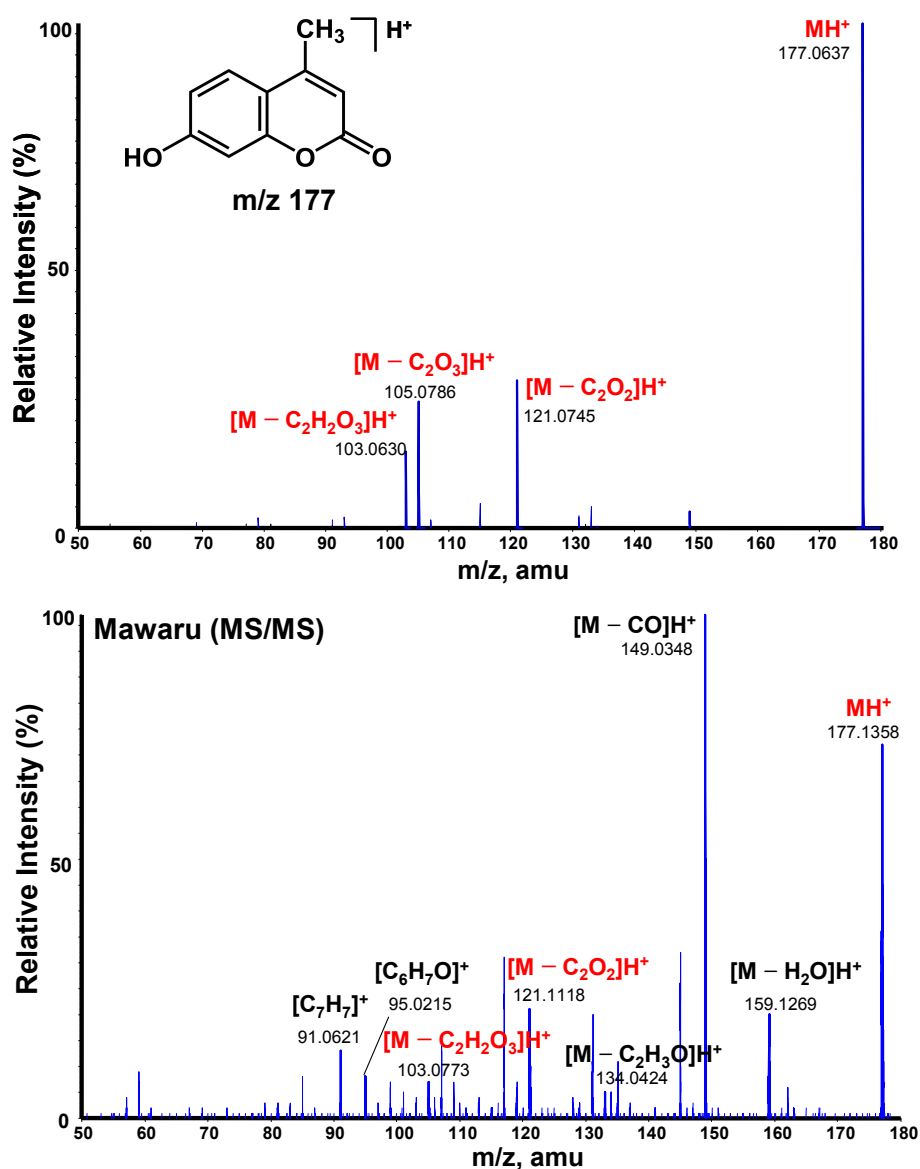 100
50
0
Relative Intensity (%)
CH₃
H⁺
HO
O
O
m/z 177
MH⁺
177.0637
[M − C₂O₃]H⁺
105.0786
[M − C₂O₂]H⁺
121.0745
[M − C₂H₂O₃]H⁺
103.0630
50 60 70 80 90 100 110 120 130 140 150 160 170 180
m/z, amu
Mawaru (MS/MS)
100
50
0
Relative Intensity (%)
[M − CO]H⁺
149.0348
MH⁺
177.1358
[C₆H₇O]⁺
95.0215
[M − C₂O₂]H⁺
121.1118
[M − H₂O]H⁺
159.1269
[C₇H₇]⁺
91.0621
[M − C₂H₂O₃]H⁺
103.0773
[M − C₂H₃O]H⁺
134.0424
50 60 70 80 90 100 110 120 130 140 150 160 170 180
m/z, amu